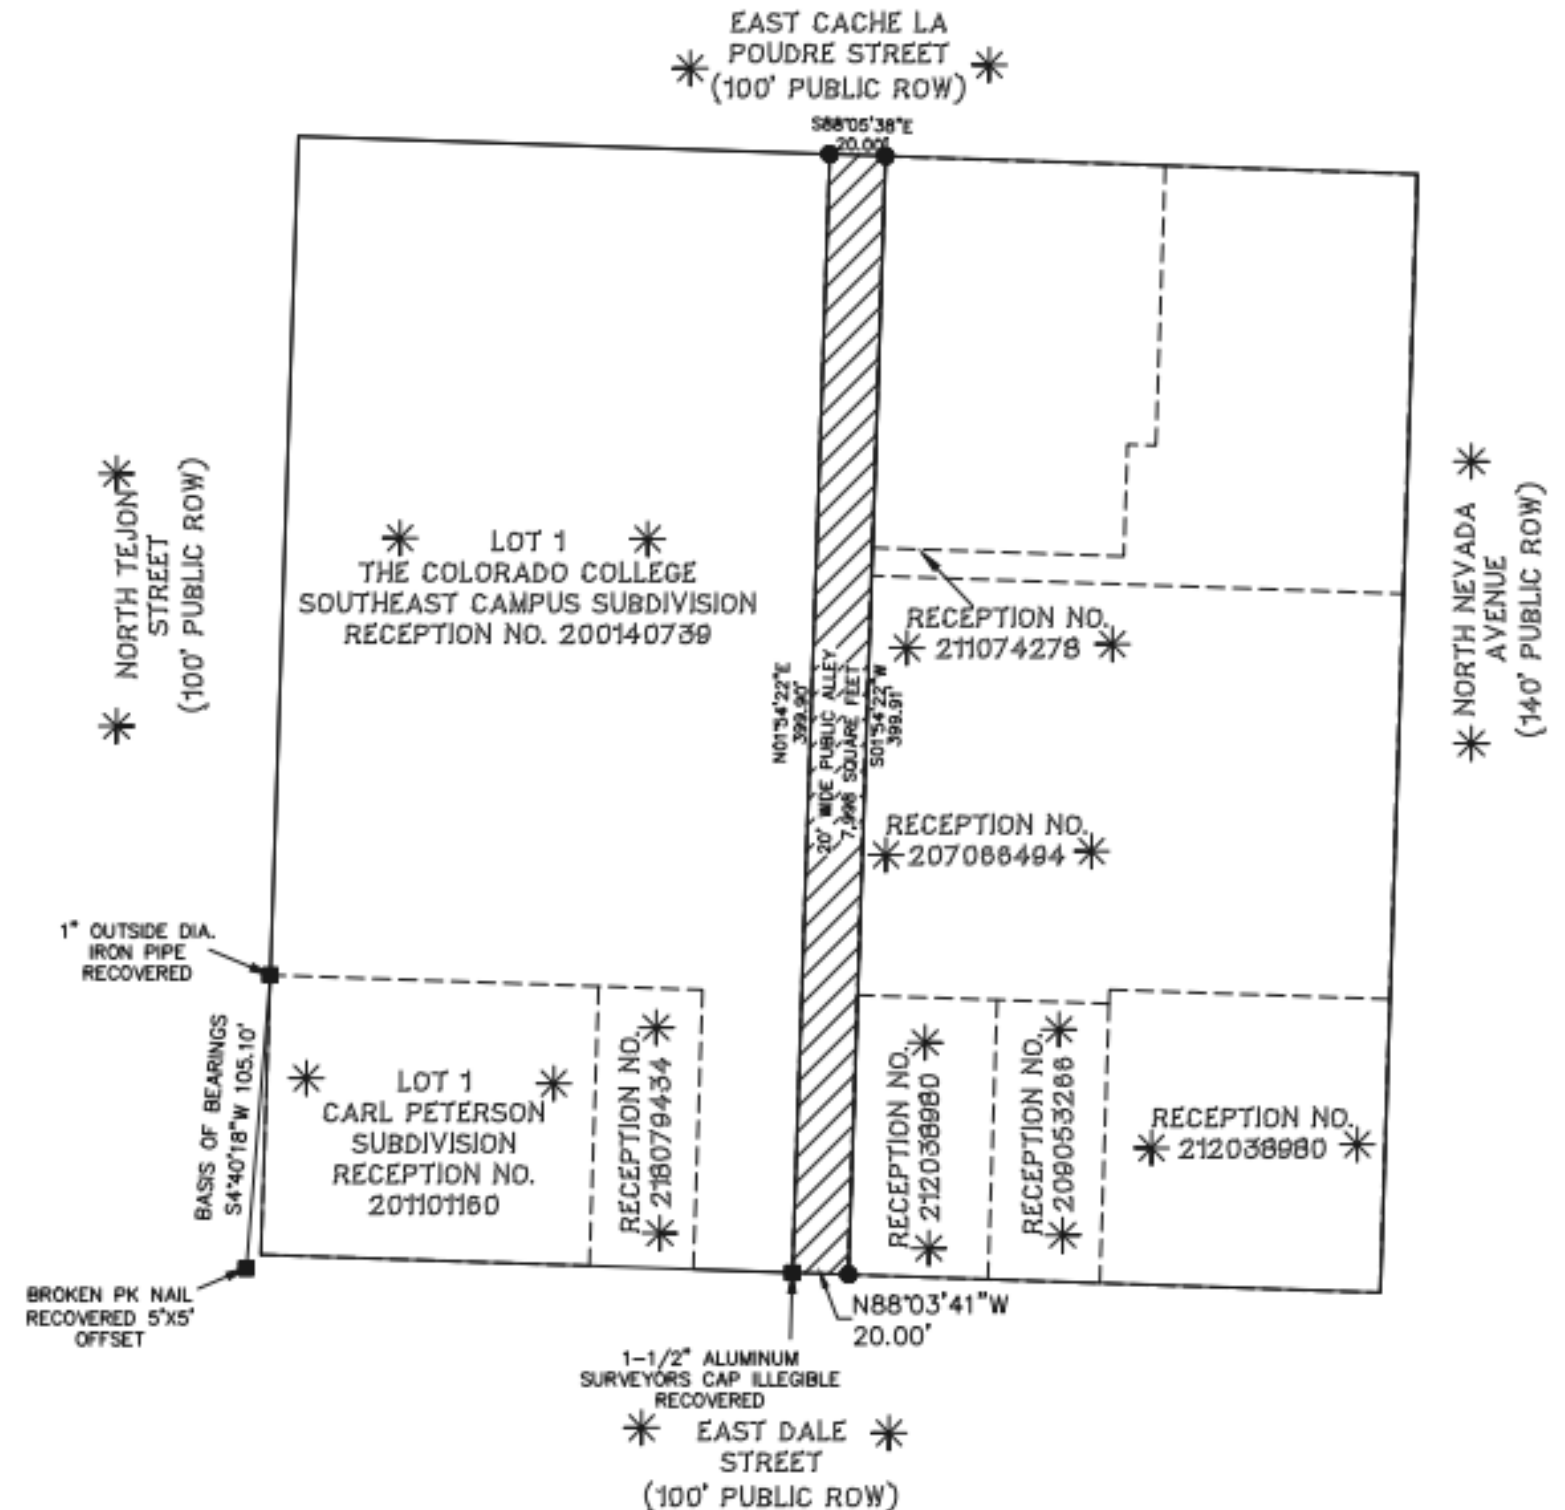 EAST CACHE LA
POUDRE STREET
(100' PUBLIC ROW)
S88°05'38"E
20.00'
NORTH TEJON
STREET
(100' PUBLIC ROW)
LOT 1
THE COLORADO COLLEGE
SOUTHEAST CAMPUS SUBDIVISION
RECEPTION NO. 200140739
N01°54'22"E
399.90'
20' WIDE PUBLIC ALLEY
7,998 SQUARE FEET
S01°54'22"W
399.91'
RECEPTION NO.
211074278
NORTH NEVADA
AVENUE
(140' PUBLIC ROW)
RECEPTION NO.
207086494
1" OUTSIDE DIA.
IRON PIPE
RECOVERED
BASIS OF BEARINGS
S4°40'18"W 105.10'
LOT 1
CARL PETERSON
SUBDIVISION
RECEPTION NO.
201101160
RECEPTION NO.
218079434
RECEPTION NO.
212038980
RECEPTION NO.
209053286
RECEPTION NO.
212038980
BROKEN PK NAIL
RECOVERED 5'X5'
OFFSET
N88°03'41"W
20.00'
1-1/2" ALUMINUM
SURVEYORS CAP ILLEGIBLE
RECOVERED
EAST DALE
STREET
(100' PUBLIC ROW)